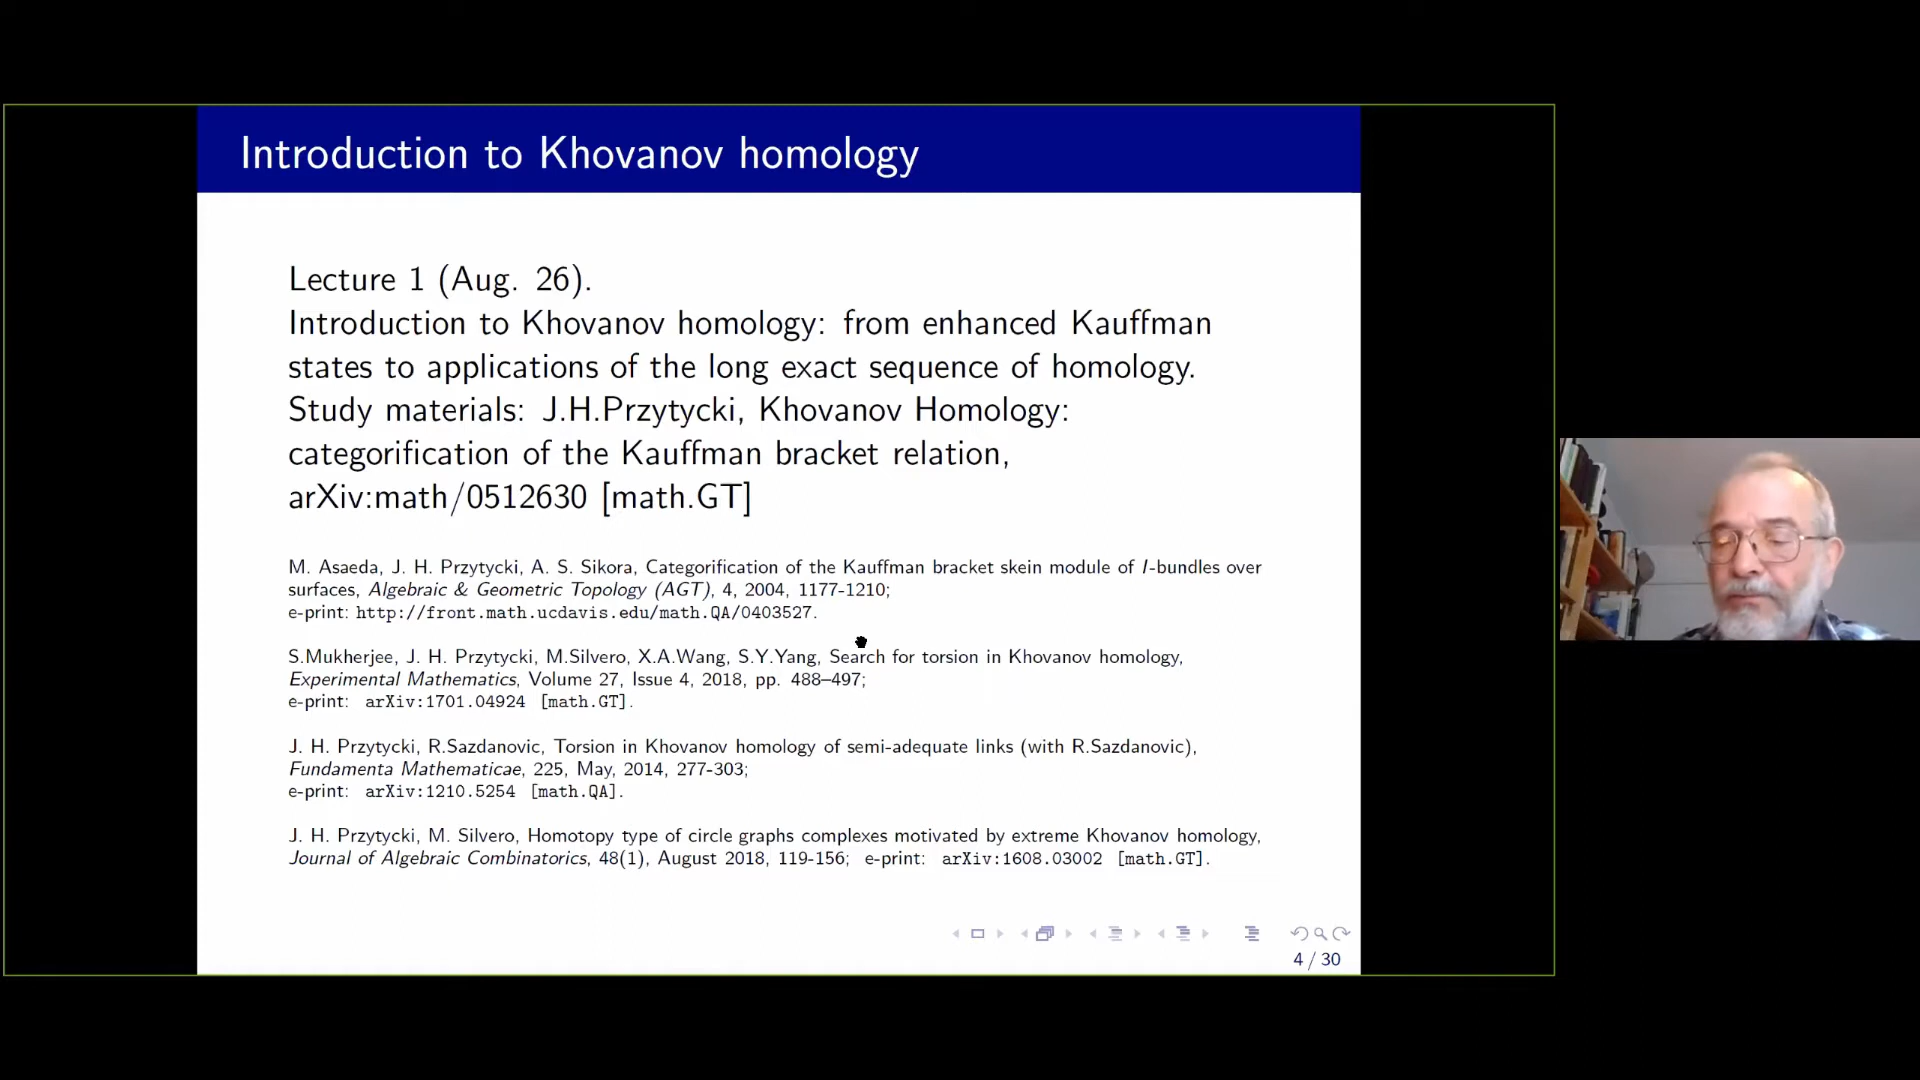 Introduction to Khovanov homology
Lecture 1 (Aug. 26).
Introduction to Khovanov homology: from enhanced Kauffman
states to applications of the long exact sequence of homology.
Study materials: J.H.Przytycki, Khovanov Homology:
categorification of the Kauffman bracket relation,
arXiv:math/0512630 [math.GT]
M. Asaeda, J. H. Przytycki, A. S. Sikora, Categorification of the Kauffman bracket skein module of I-bundles over
surfaces, Algebraic & Geometric Topology (AGT), 4, 2004, 1177-1210;
e-print: http://front.math.ucdavis.edu/math.QA/0403527.
S.Mukherjee, J. H. Przytycki, M.Silvero, X.A.Wang, S.Y.Yang, Search for torsion in Khovanov homology,
Experimental Mathematics, Volume 27, Issue 4, 2018, pp. 488–497;
e-print: arXiv:1701.04924 [math.GT].
J. H. Przytycki, R.Sazdanovic, Torsion in Khovanov homology of semi-adequate links (with R.Sazdanovic),
Fundamenta Mathematicae, 225, May, 2014, 277-303;
e-print: arXiv:1210.5254 [math.QA].
J. H. Przytycki, M. Silvero, Homotopy type of circle graphs complexes motivated by extreme Khovanov homology,
Journal of Algebraic Combinatorics, 48(1), August 2018, 119-156; e-print: arXiv:1608.03002 [math.GT].
4 / 30